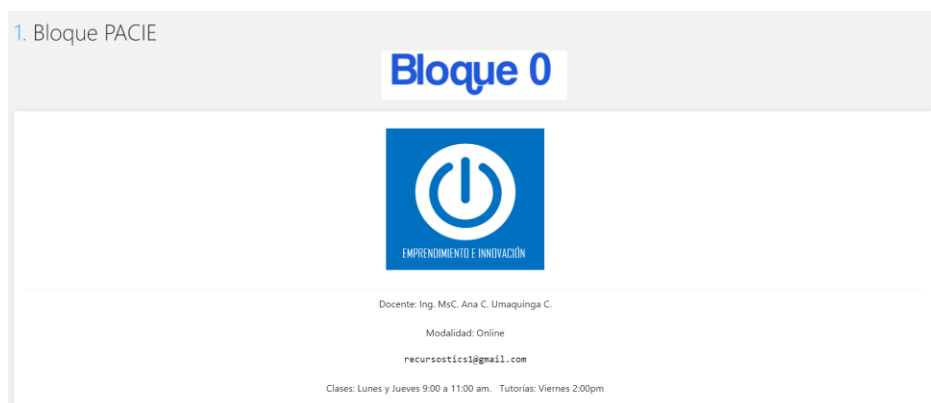 1. Bloque PACIE
Bloque 0
EMPRENDIMIENTO E INNOVACIÓN
Docente: Ing. MsC. Ana C. Umaquinga C.
Modalidad: Online
recursostics1@gmail.com
Clases: Lunes y Jueves 9:00 a 11:00 am. Tutorías: Viernes 2:00pm